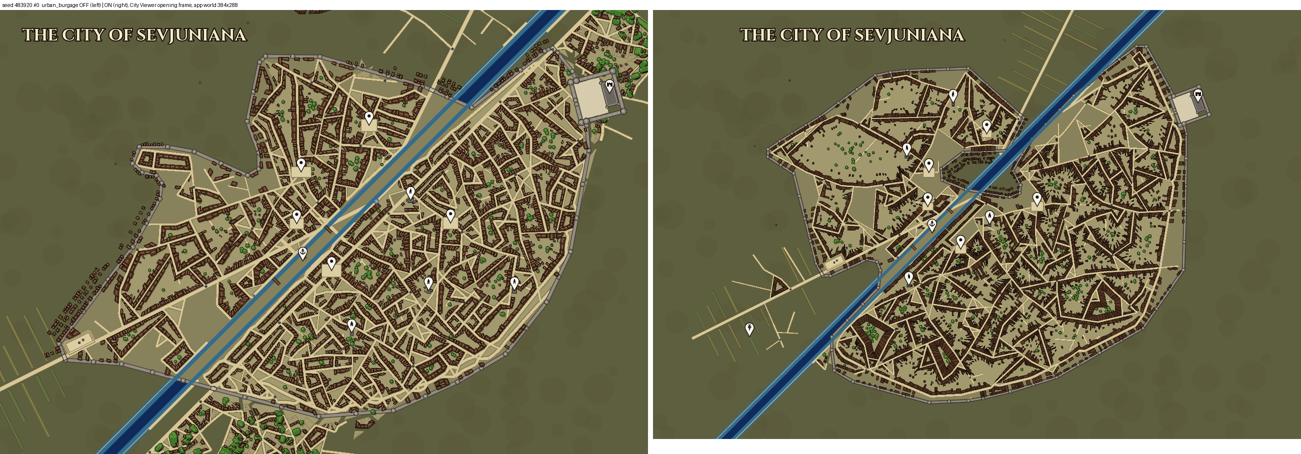 seed 483920 #0 urban_burgage OFF (left) | ON (right), City Viewer opening frame, app world 384x288
THE CITY OF SEVJUNIANA
THE CITY OF SEVJUNIANA